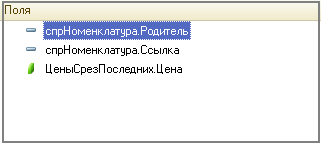 Поля
спрНоменклатура.Родитель
спрНоменклатура.Ссылка
ЦеныСрезПоследних.Цена